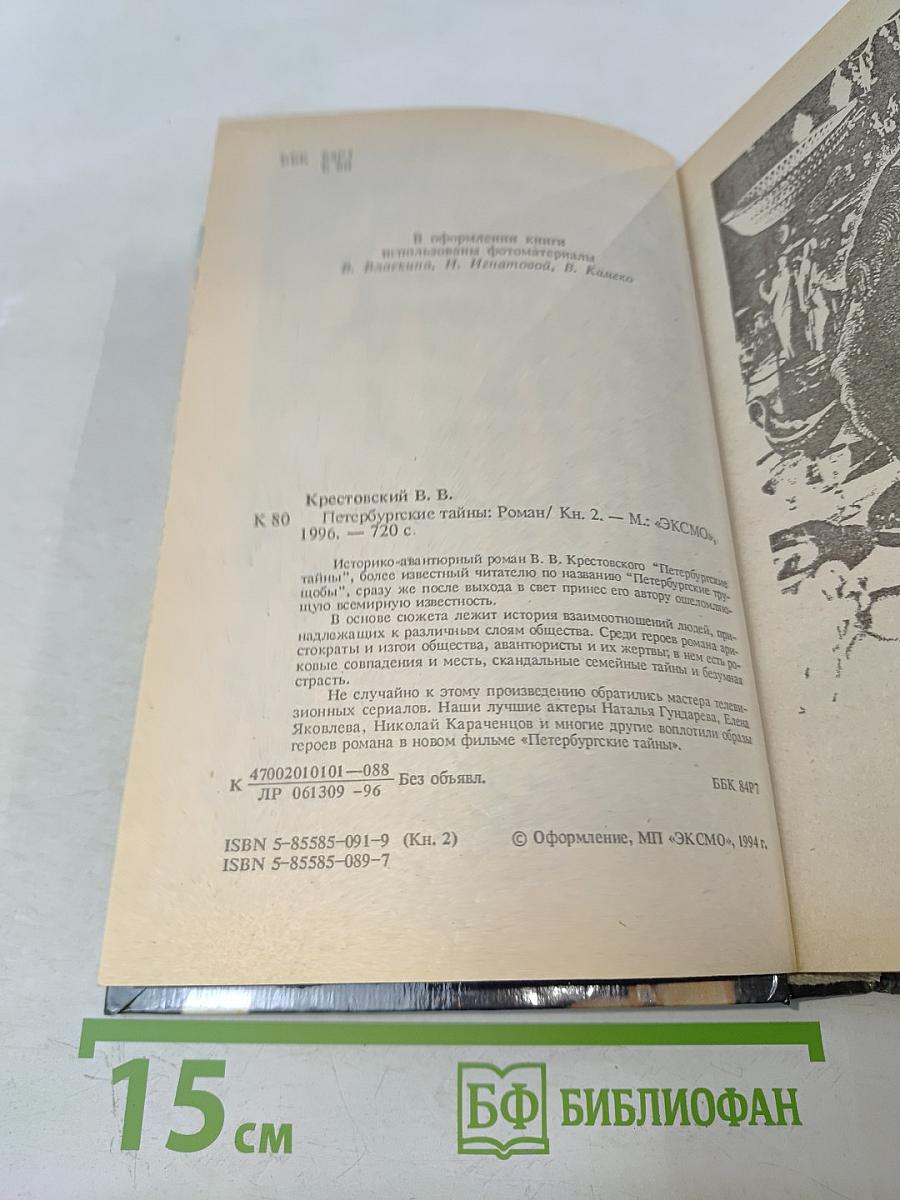 ББК 84Р7
К 80
В оформлении книги
использованы фотоматериалы
В. Власкина, Н. Игнатовой, В. Камеко
Крестовский В. В.
К 80 Петербургские тайны: Роман/ Кн. 2. — М.: «ЭКСМО»,
1996. — 720 с.
Историко-авантюрный роман В. В. Крестовского "Петербургские
тайны", более известный читателю по названию "Петербургские тру-
щобы", сразу же после выхода в свет принес его автору ошеломляю-
щую всемирную известность.
В основе сюжета лежит история взаимоотношений людей, при-
надлежащих к различным слоям общества. Среди героев романа ари-
стократы и изгои общества, авантюристы и их жертвы; в нем есть ро-
ковые совпадения и месть, скандальные семейные тайны и безумная
страсть.
Не случайно к этому произведению обратились мастера телеви-
зионных сериалов. Наши лучшие актеры Наталья Гундарева, Елена
Яковлева, Николай Караченцов и многие другие воплотили образы
героев романа в новом фильме «Петербургские тайны».
К 47002010101—088 Без объявл.
ЛР 061309 -96
ББК 84Р7
ISBN 5-85585-091-9 (Кн. 2) © Оформление, МП «ЭКСМО», 1994 г.
ISBN 5-85585-089-7
15 см
БФ БИБЛИОФАН